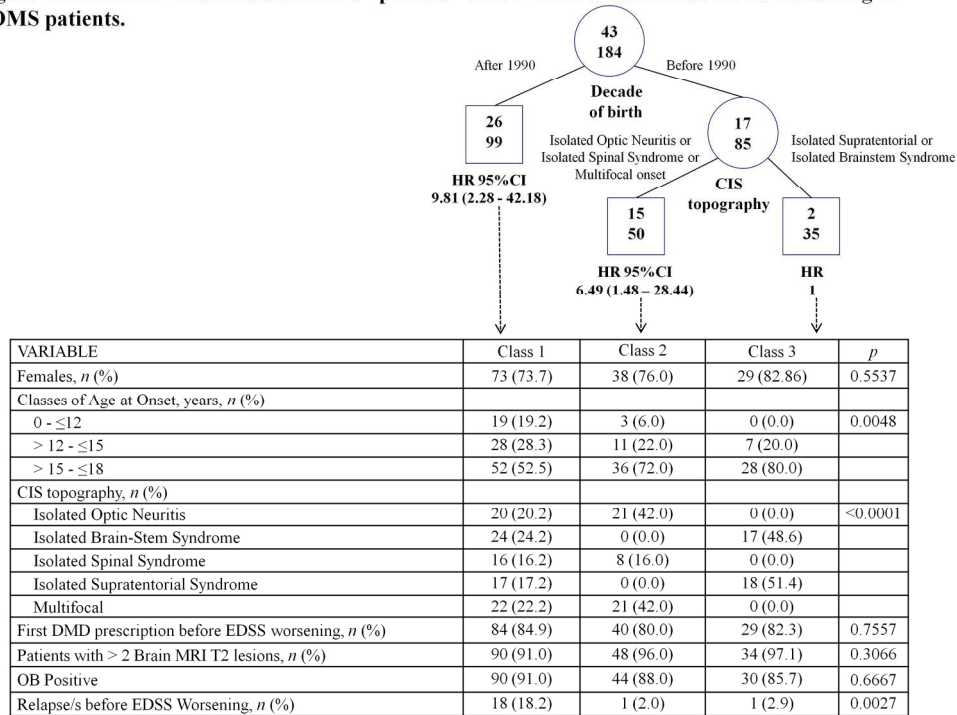 DMS patients.
43
184
After 1990
Before 1990
Decade
of birth
26
99
17
85
Isolated Optic Neuritis or
Isolated Spinal Syndrome or
Multifocal onset
Isolated Supratentorial or
Isolated Brainstem Syndrome
HR 95%CI
9.81 (2.28 - 42.18)
CIS
topography
15
50
2
35
HR 95%CI
6.49 (1.48 – 28.44)
HR
1
VARIABLE Class 1 Class 2 Class 3 p
Females, n (%) 73 (73.7) 38 (76.0) 29 (82.86) 0.5537
Classes of Age at Onset, years, n (%)
0 - ≤12 19 (19.2) 3 (6.0) 0 (0.0) 0.0048
> 12 - ≤15 28 (28.3) 11 (22.0) 7 (20.0)
> 15 - ≤18 52 (52.5) 36 (72.0) 28 (80.0)
CIS topography, n (%)
Isolated Optic Neuritis 20 (20.2) 21 (42.0) 0 (0.0) <0.0001
Isolated Brain-Stem Syndrome 24 (24.2) 0 (0.0) 17 (48.6)
Isolated Spinal Syndrome 16 (16.2) 8 (16.0) 0 (0.0)
Isolated Supratentorial Syndrome 17 (17.2) 0 (0.0) 18 (51.4)
Multifocal 22 (22.2) 21 (42.0) 0 (0.0)
First DMD prescription before EDSS worsening, n (%) 84 (84.9) 40 (80.0) 29 (82.3) 0.7557
Patients with > 2 Brain MRI T2 lesions, n (%) 90 (91.0) 48 (96.0) 34 (97.1) 0.3066
OB Positive 90 (91.0) 44 (88.0) 30 (85.7) 0.6667
Relapse/s before EDSS Worsening, n (%) 18 (18.2) 1 (2.0) 1 (2.9) 0.0027